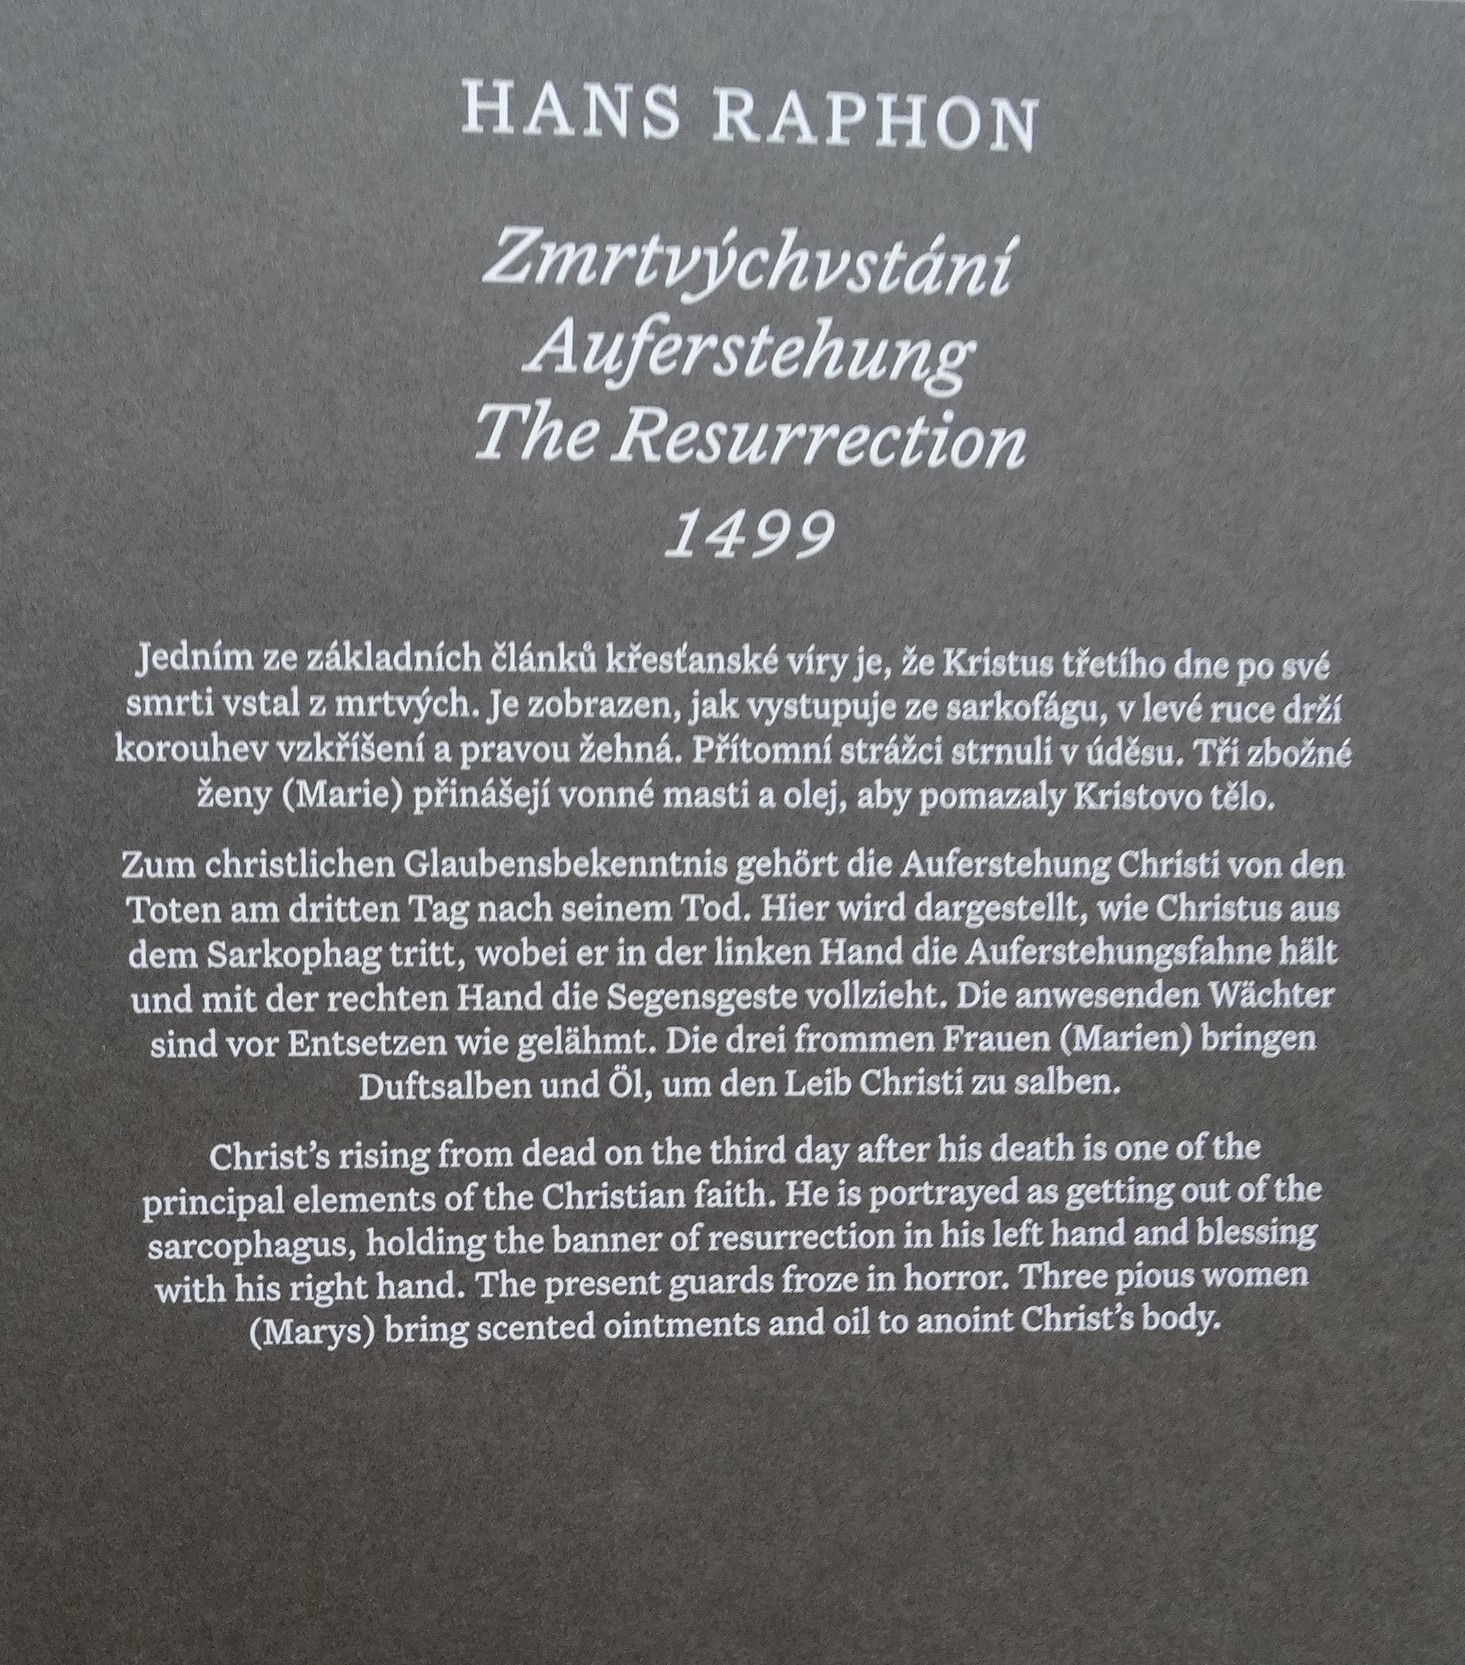 HANS RAPHON
Zmrtvýchvstání
Auferstehung
The Resurrection
1499
Jedním ze základních článků křesťanské víry je, že Kristus třetího dne po své
smrti vstal z mrtvých. Je zobrazen, jak vystupuje ze sarkofágu, v levé ruce drží
korouhev vzkříšení a pravou žehná. Přítomní strážci strnuli v úděsu. Tři zbožné
ženy (Marie) přinášejí vonné masti a olej, aby pomazaly Kristovo tělo.
Zum christlichen Glaubensbekenntnis gehört die Auferstehung Christi von den
Toten am dritten Tag nach seinem Tod. Hier wird dargestellt, wie Christus aus
dem Sarkophag tritt, wobei er in der linken Hand die Auferstehungsfahne hält
und mit der rechten Hand die Segensgeste vollzieht. Die anwesenden Wächter
sind vor Entsetzen wie gelähmt. Die drei frommen Frauen (Marien) bringen
Duftsalben und Öl, um den Leib Christi zu salben.
Christ’s rising from dead on the third day after his death is one of the
principal elements of the Christian faith. He is portrayed as getting out of the
sarcophagus, holding the banner of resurrection in his left hand and blessing
with his right hand. The present guards froze in horror. Three pious women
(Marys) bring scented ointments and oil to anoint Christ’s body.